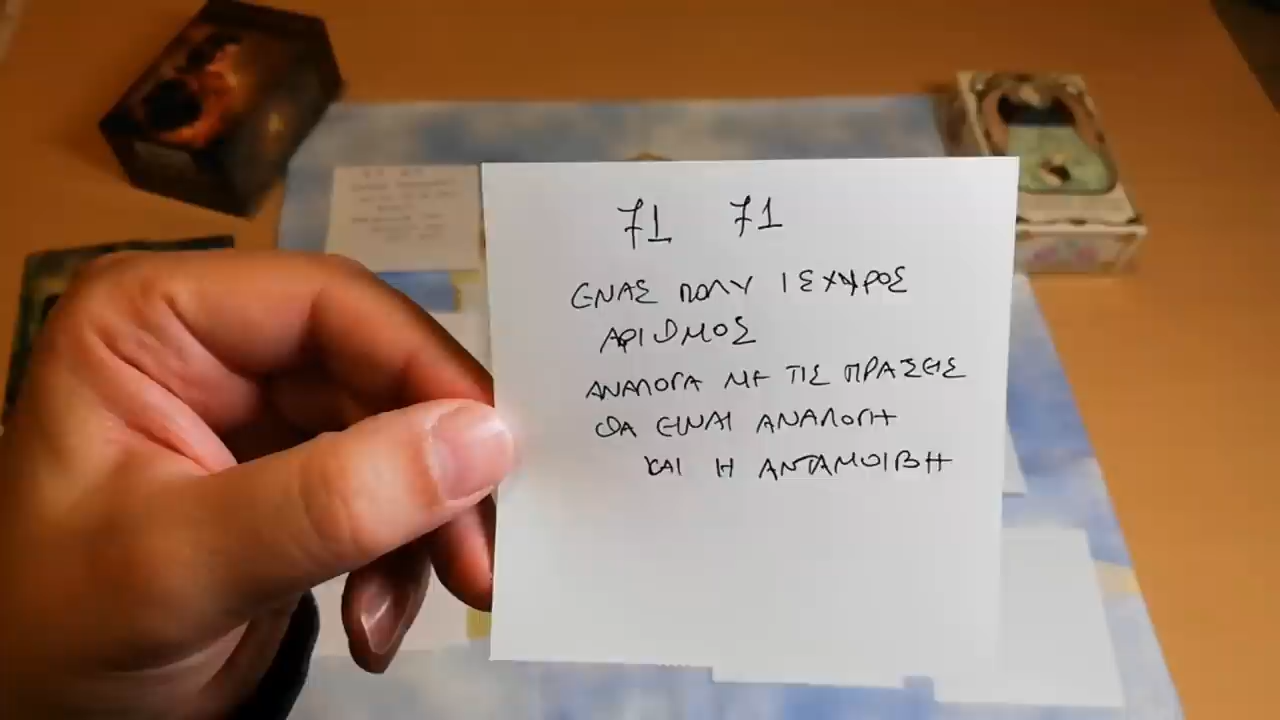 71 71
ΕΝΑΣ ΠΟΛΥ ΙΣΧΥΡΟΣ
ΑΡΙΘΜΟΣ
ΑΝΑΛΟΓΑ ΜΕ ΤΙΣ ΠΡΑΞΕΙΣ
ΘΑ ΕΙΝΑΙ ΑΝΑΛΟΓΗ
ΚΑΙ Η ΑΝΤΑΜΟΙΒΗ